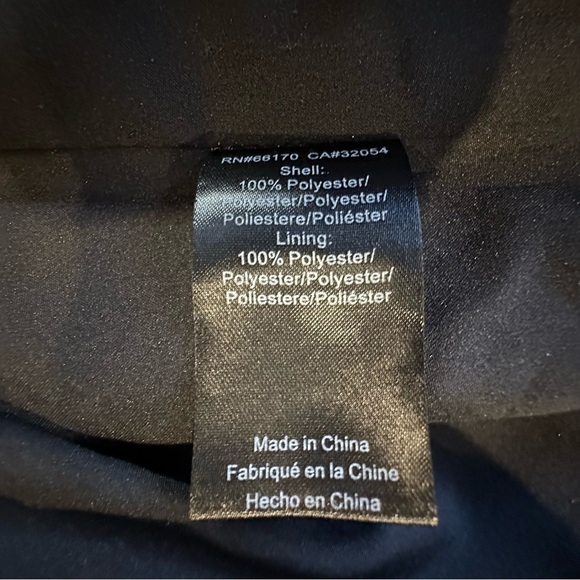 RN#66170 CA#32054
Shell:
100% Polyester/
Polyester/Polyester/
Poliestere/Poliéster
Lining:
100% Polyester/
Polyester/Polyester/
Poliestere/Poliéster
Made in China
Fabriqué en la Chine
Hecho en China